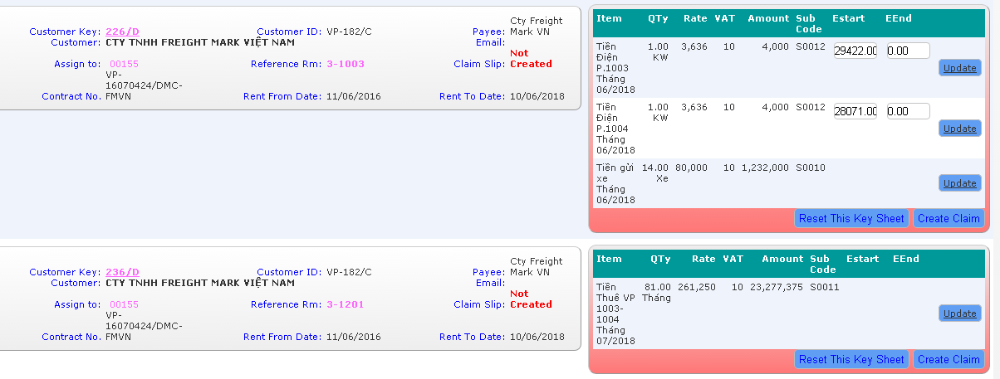 Customer Key: 226/D Customer ID: VP-182/C Payee: Cty Freight Mark VN
Customer: CTY TNHH FREIGHT MARK VIỆT NAM Email:
Assign to: 00155 Reference Rm: 3-1003 Claim Slip: Not Created
Contract No. VP-16070424/DMC-FMVN Rent From Date: 11/06/2016 Rent To Date: 10/06/2018
Item QTy Rate VAT Amount Sub Code Estart EEnd
Tiền Điện P.1003 Tháng 06/2018 1.00 KW 3,636 10 4,000 S0012 29422.00 0.00 Update
Tiền Điện P.1004 Tháng 06/2018 1.00 KW 3,636 10 4,000 S0012 28071.00 0.00 Update
Tiền gửi xe Tháng 06/2018 14.00 Xe 80,000 10 1,232,000 S0010 Update
Reset This Key Sheet Create Claim
Customer Key: 236/D Customer ID: VP-182/C Payee: Cty Freight Mark VN
Customer: CTY TNHH FREIGHT MARK VIỆT NAM Email:
Assign to: 00155 Reference Rm: 3-1201 Claim Slip: Not Created
Contract No. VP-16070424/DMC-FMVN Rent From Date: 11/06/2016 Rent To Date: 10/06/2018
Item QTy Rate VAT Amount Sub Code Estart EEnd
Tiền Thuê VP 1003-1004 Tháng 07/2018 81.00 Tháng 261,250 10 23,277,375 S0011 Update
Reset This Key Sheet Create Claim